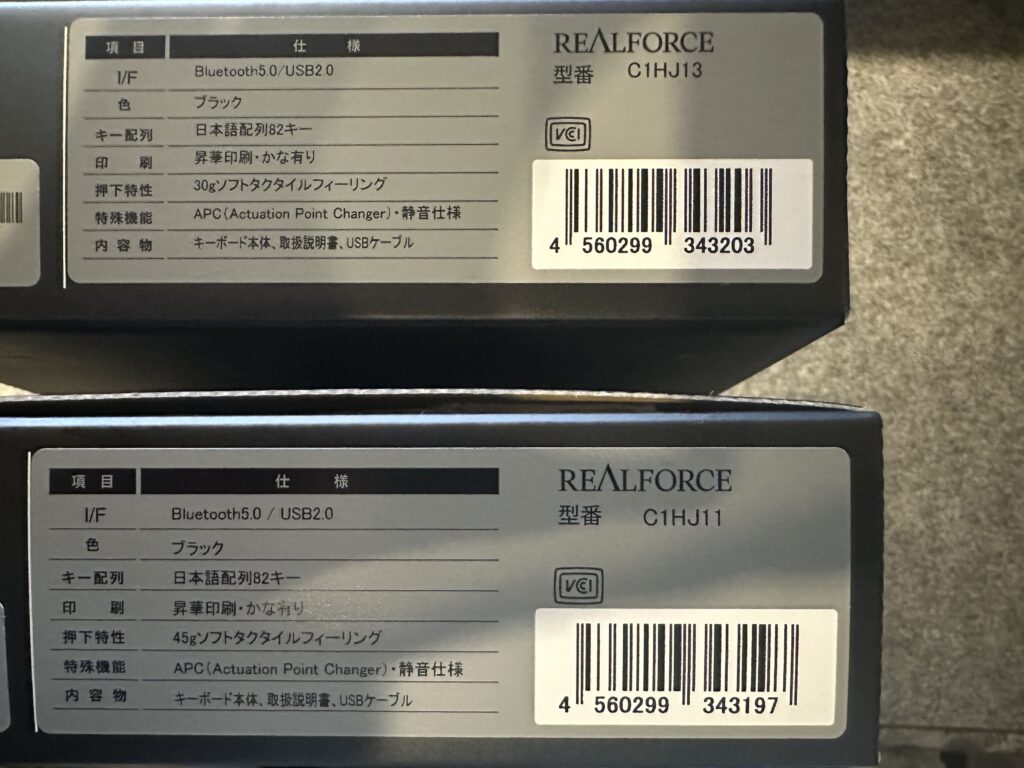 項目 仕様
I/F Bluetooth5.0/USB2.0
色 ブラック
キー配列 日本語配列82キー
印刷 昇華印刷・かな有り
押下特性 30gソフトタクタイルフィーリング
特殊機能 APC(Actuation Point Changer)・静音仕様
内容物 キーボード本体、取扱説明書、USBケーブル
REALFORCE
型番 C1HJ13
VCCI
4 560299 343203
項目 仕様
I/F Bluetooth5.0 / USB2.0
色 ブラック
キー配列 日本語配列82キー
印刷 昇華印刷・かな有り
押下特性 45gソフトタクタイルフィーリング
特殊機能 APC(Actuation Point Changer)・静音仕様
内容物 キーボード本体、取扱説明書、USBケーブル
REALFORCE
型番 C1HJ11
VCCI
4 560299 343197